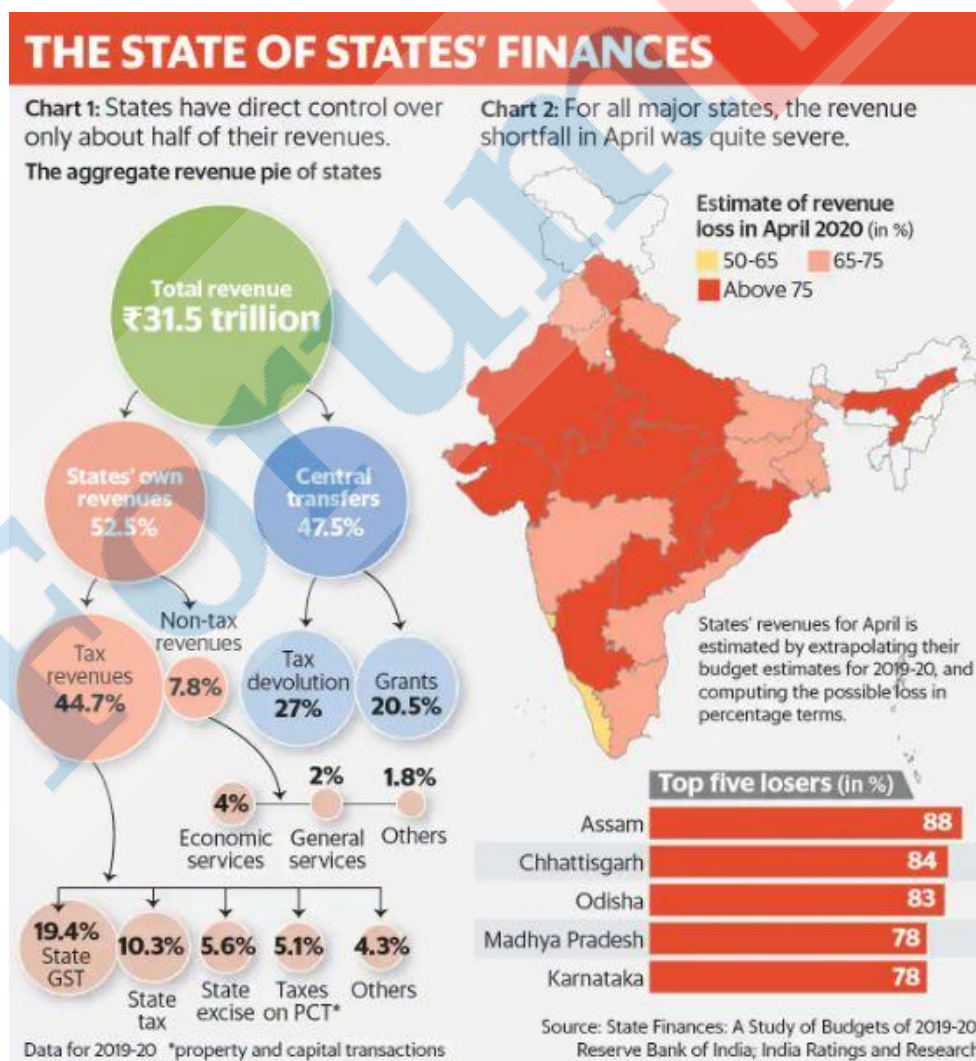 THE STATE OF STATES' FINANCES
Chart 1: States have direct control over
only about half of their revenues.
The aggregate revenue pie of states
Total revenue
₹31.5 trillion
States' own
revenues
52.5%
Central
transfers
47.5%
Tax
revenues
44.7%
Non-tax
revenues
7.8%
Tax
devolution
27%
Grants
20.5%
4%
Economic
services
2%
General
services
1.8%
Others
19.4%
State
GST
10.3%
State
tax
5.6%
State
excise
5.1%
Taxes
on PCT*
4.3%
Others
Data for 2019-20 *property and capital transactions
Chart 2: For all major states, the revenue
shortfall in April was quite severe.
Estimate of revenue
loss in April 2020 (in %)
50-65 65-75
Above 75
States' revenues for April is
estimated by extrapolating their
budget estimates for 2019-20, and
computing the possible loss in
percentage terms.
Top five losers (in %)
Assam 88
Chhattisgarh 84
Odisha 83
Madhya Pradesh 78
Karnataka 78
Source: State Finances: A Study of Budgets of 2019-20
Reserve Bank of India; India Ratings and Research
Forum